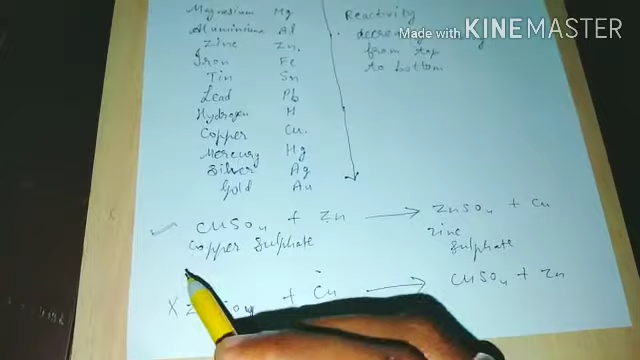 Made with KINEMASTER
Magnesium Mg
Aluminium Al
Zinc Zn.
Iron Fe
Tin Sn
Lead Pb
Hydrogen H
Copper Cu.
Mercury Hg
Silver Ag
Gold Au
Reactivity
from top
to bottom
CuSO4 + Zn → ZnSO4 + Cu
Copper Sulphate
Zinc
Sulphate
+ Cu → CuSO4 + Zn